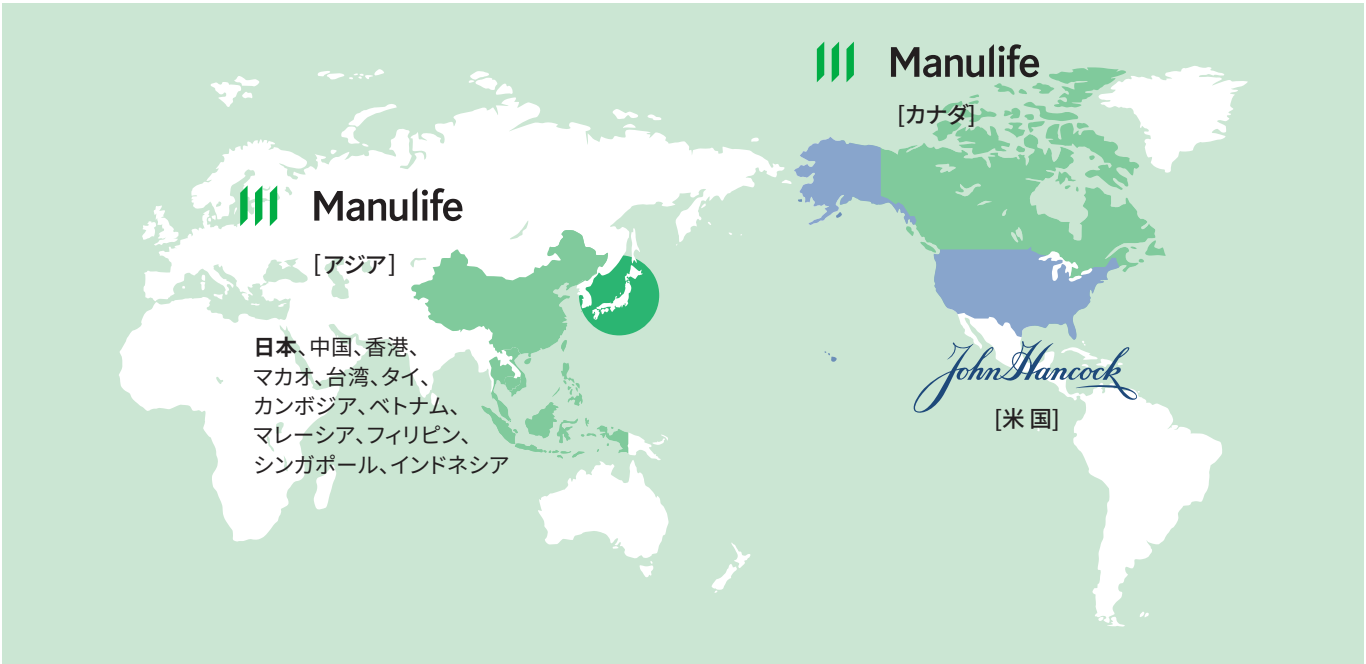 Manulife
[カナダ]
Manulife
[アジア]
日本、中国、香港、
マカオ、台湾、タイ、
カンボジア、ベトナム、
マレーシア、フィリピン、
シンガポール、インドネシア
John Hancock
[米 国]